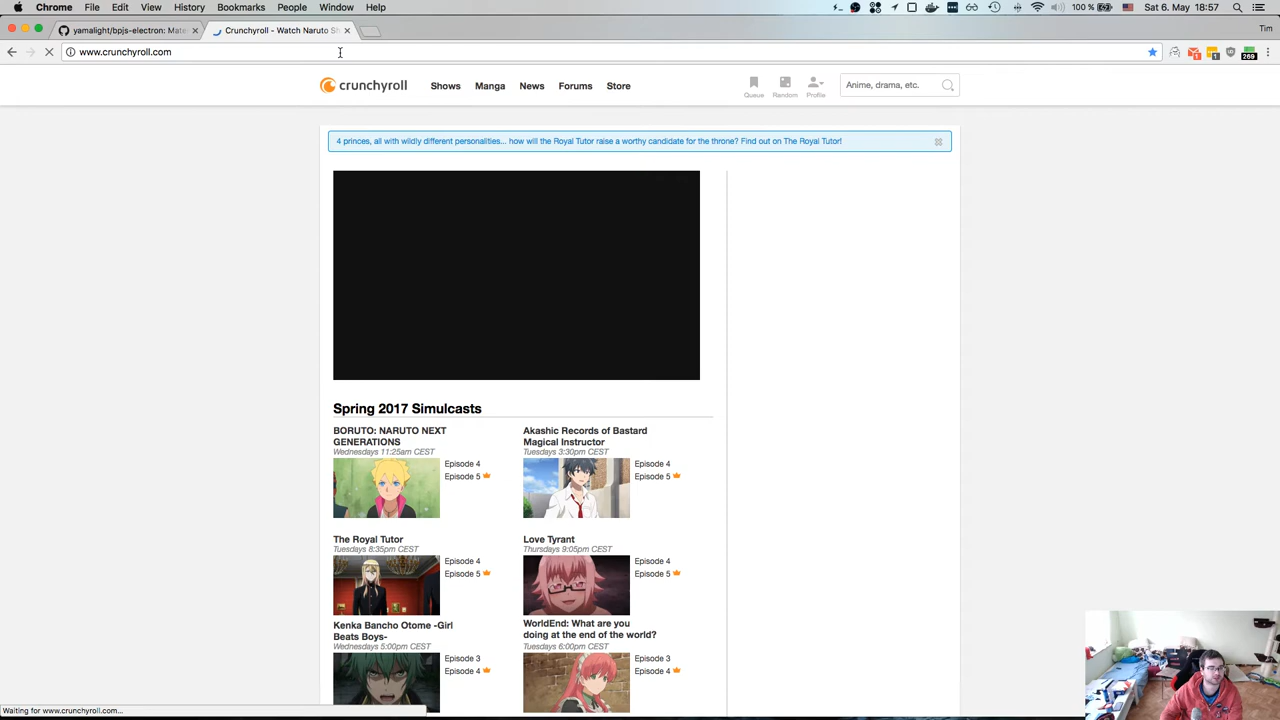 Chrome File Edit View History Bookmarks People Window Help 100 % Sat 6. May 18:57
yamalight/bpjs-electron: Mate Crunchyroll - Watch Naruto Sh Tim
www.crunchyroll.com
crunchyroll Shows Manga News Forums Store Queue Random Profile Anime, drama, etc.
4 princes, all with wildly different personalities... how will the Royal Tutor raise a worthy candidate for the throne? Find out on The Royal Tutor!
Spring 2017 Simulcasts
BORUTO: NARUTO NEXT
GENERATIONS
Wednesdays 11:25am CEST
Episode 4
Episode 5
Akashic Records of Bastard
Magical Instructor
Tuesdays 3:30pm CEST
Episode 4
Episode 5
The Royal Tutor
Tuesdays 8:35pm CEST
Episode 4
Episode 5
Love Tyrant
Thursdays 9:05pm CEST
Episode 4
Episode 5
Kenka Bancho Otome -Girl
Beats Boys-
Wednesdays 5:00pm CEST
Episode 3
Episode 4
WorldEnd: What are you
doing at the end of the world?
Tuesdays 6:00pm CEST
Episode 3
Episode 4
Waiting for www.crunchyroll.com...